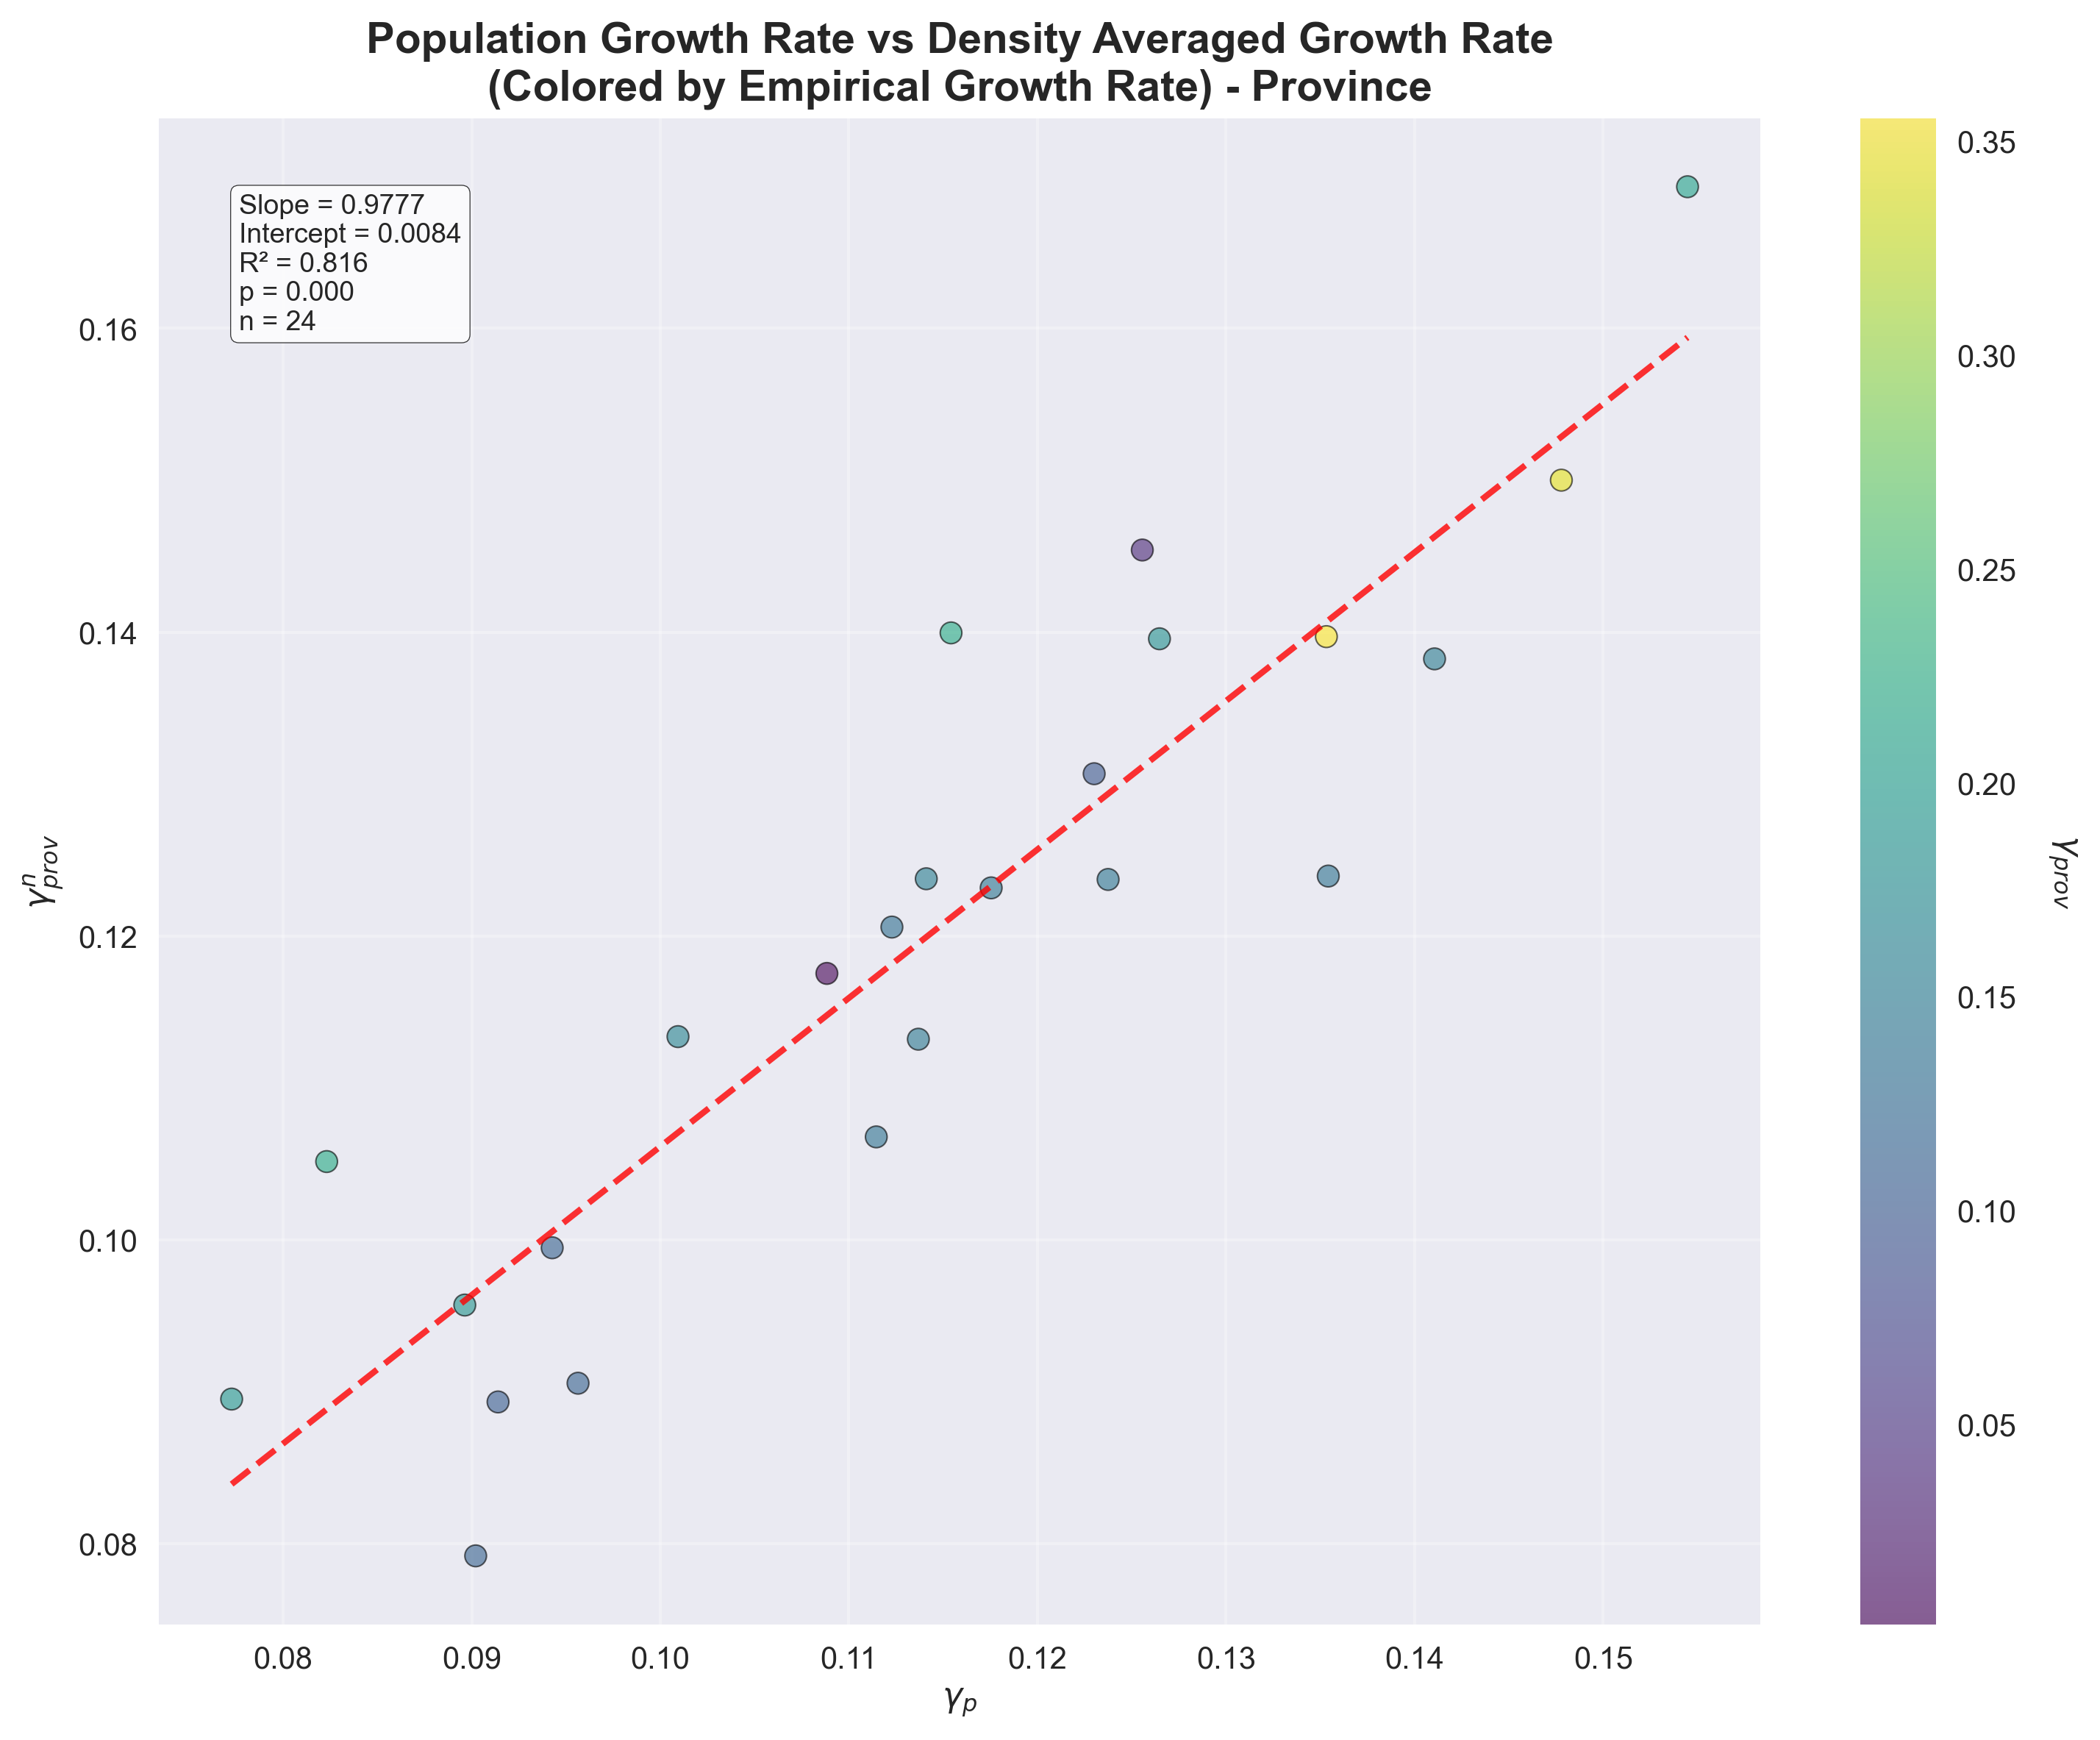 Population Growth Rate vs Density Averaged Growth Rate
(Colored by Empirical Growth Rate) - Province
Slope = 0.9777
Intercept = 0.0084
R² = 0.816
p = 0.000
n = 24
0.16
0.14
0.12
0.10
0.08
γⁿ_prov
0.08 0.09 0.10 0.11 0.12 0.13 0.14 0.15
γ_p
0.35
0.30
0.25
0.20
0.15
0.10
0.05
γ_prov